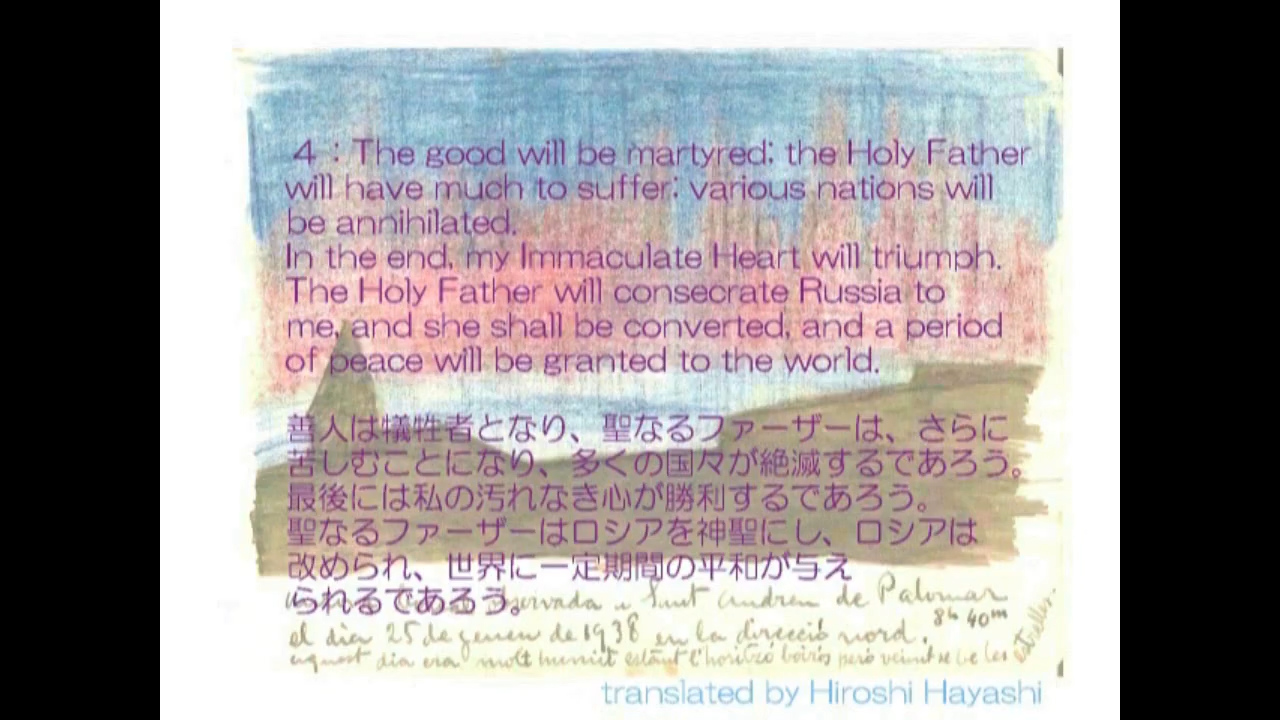 4 : The good will be martyred; the Holy Father
will have much to suffer; various nations will
be annihilated.
In the end, my Immaculate Heart will triumph.
The Holy Father will consecrate Russia to
me, and she shall be converted, and a period
of peace will be granted to the world.
善人は犠牲者となり、聖なるファーザーは、さらに
苦しむことになり、多くの国々が絶滅するであろう。
最後には私の汚れなき心が勝利するであろう。
聖なるファーザーはロシアを神聖にし、ロシアは
改められ、世界に一定期間の平和が与え
られるであろう。
Sant Andreu de Palomar
el dia 25 de gener de 1938 en la direcció nord. 8h 40m
aquest dia era molt estant l'horitzó però les
estrelles.
translated by Hiroshi Hayashi